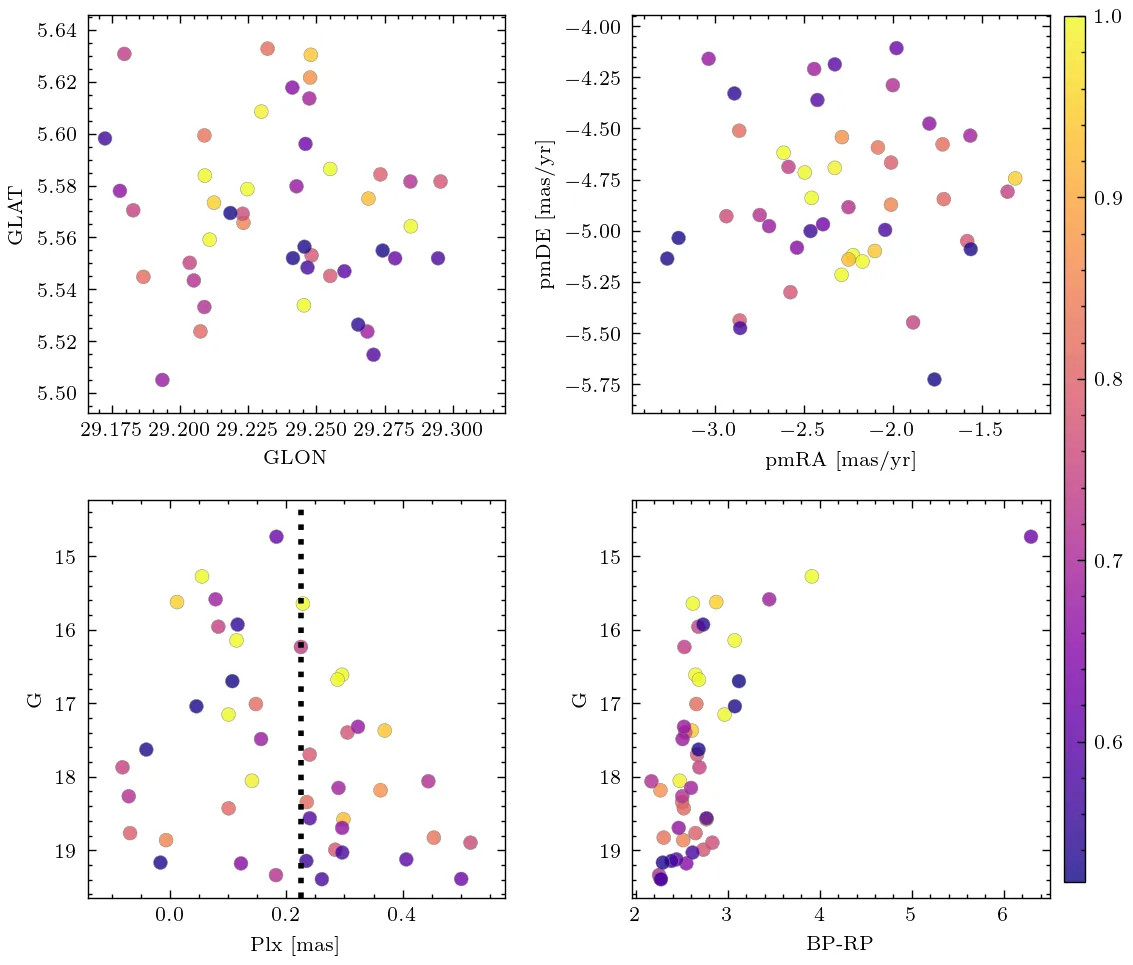 5.64
5.62
5.60
5.58
5.56
5.54
5.52
5.50
GLAT
29.175 29.200 29.225 29.250 29.275 29.300
GLON
−4.00
−4.25
−4.50
−4.75
−5.00
−5.25
−5.50
−5.75
pmDE [mas/yr]
−3.0 −2.5 −2.0 −1.5
pmRA [mas/yr]
1.0
0.9
0.8
0.7
0.6
15
16
17
18
19
G
0.0 0.2 0.4
Plx [mas]
15
16
17
18
19
G
2 3 4 5 6
BP-RP